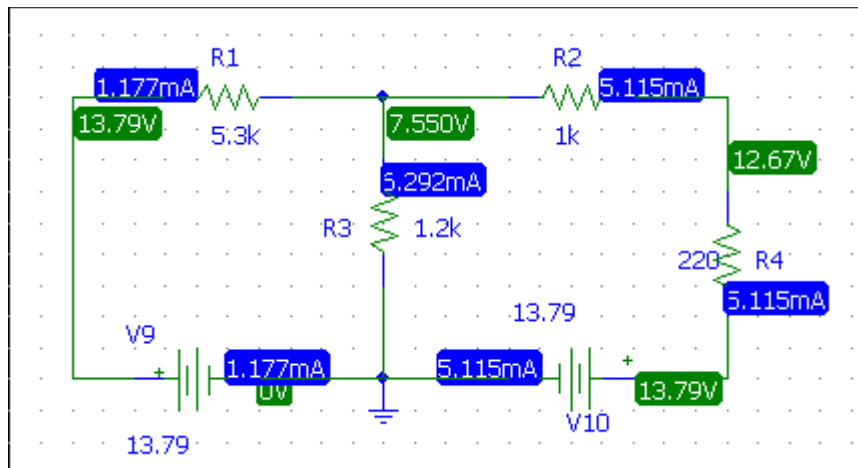 R1
R2
1.177mA
5.115mA
13.79V
5.3k
7.550V
1k
12.67V
6.292mA
R3
1.2k
220
R4
5.115mA
V9
+
13.79
1.177mA
0V
5.115mA
+
13.79V
V10
13.79